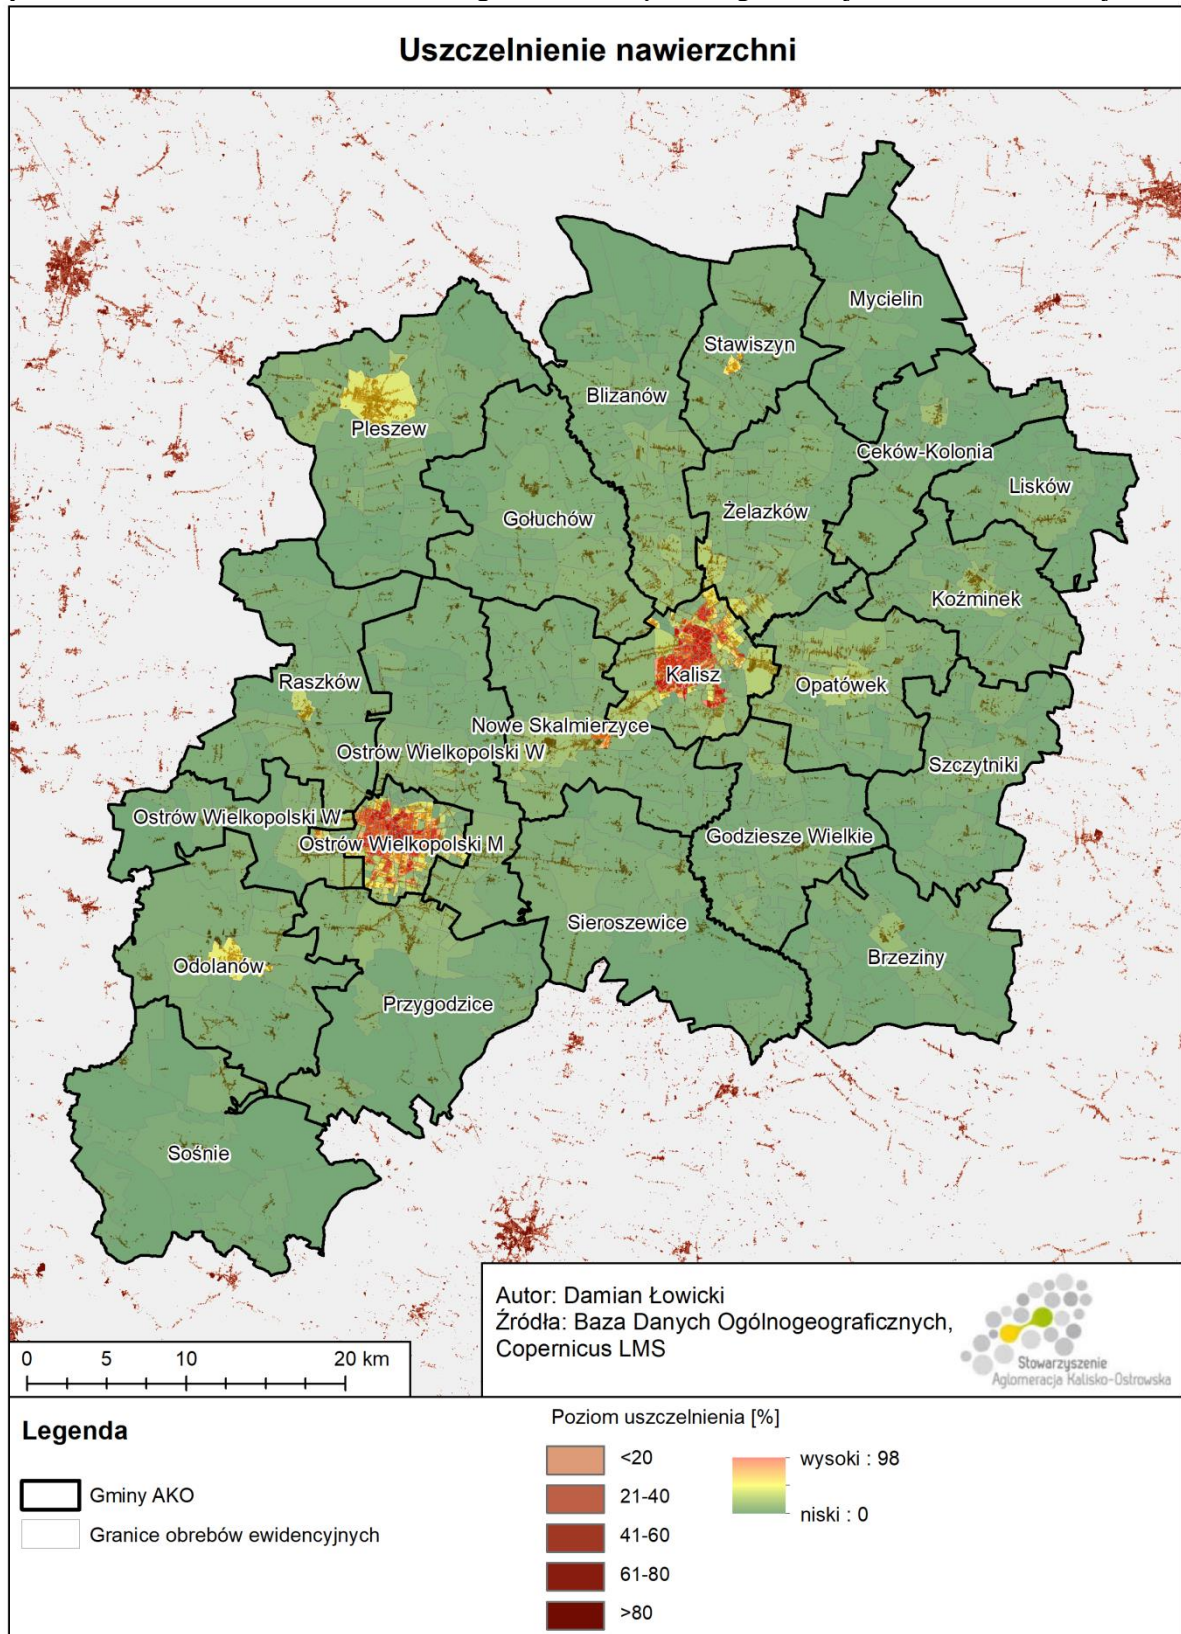 Uszczelnienie nawierzchni
Mycielin
Stawiszyn
Blizanów
Pleszew
Ceków-Kolonia
Lisków
Gołuchów
Żelazków
Koźminek
Kalisz
Opatówek
Raszków
Nowe Skalmierzyce
Ostrów Wielkopolski W
Szczytniki
Ostrów Wielkopolski W
Ostrów Wielkopolski M
Godziesze Wielkie
Sieroszewice
Brzeziny
Odolanów
Przygodzice
Sośnie
Autor: Damian Łowicki
Źródła: Baza Danych Ogólnogeograficznych,
Copernicus LMS
Stowarzyszenie
Aglomeracja Kalisko-Ostrowska
0 5 10 20 km
Legenda
Gminy AKO
Granice obrębów ewidencyjnych
Poziom uszczelnienia [%]
<20
21-40
41-60
61-80
>80
wysoki : 98
niski : 0